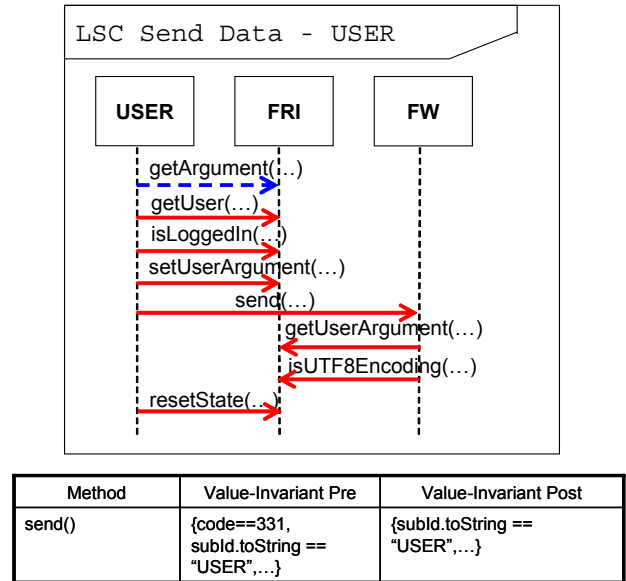 LSC Send Data - USER
USER FRI FW
getArgument(…)
getUser(…)
isLoggedIn(…)
setUserArgument(…)
send(…)
getUserArgument(…)
isUTF8Encoding(…)
resetState(…)
Method Value-Invariant Pre Value-Invariant Post
send() {code==331, {subId.toString ==
subId.toString == “USER”,…}
“USER”,…}